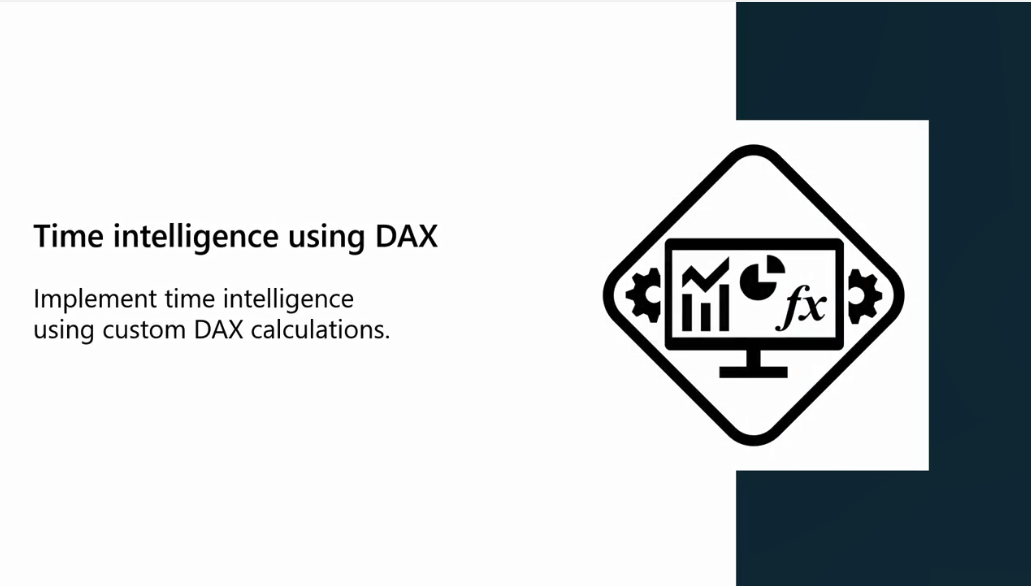 Time intelligence using DAX
Implement time intelligence
using custom DAX calculations.
fx